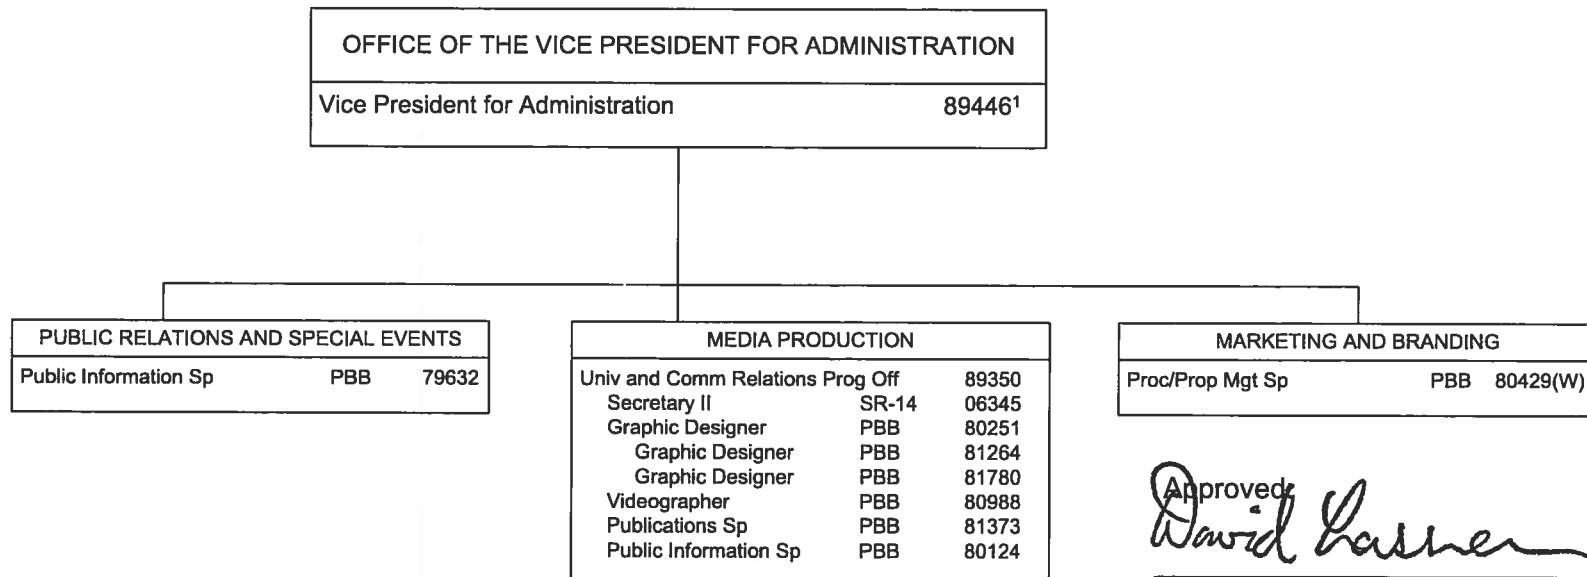 OFFICE OF THE VICE PRESIDENT FOR ADMINISTRATION
Vice President for Administration 89446¹
PUBLIC RELATIONS AND SPECIAL EVENTS
Public Information Sp PBB 79632
MEDIA PRODUCTION
Univ and Comm Relations Prog Off 89350
Secretary II SR-14 06345
Graphic Designer PBB 80251
Graphic Designer PBB 81264
Graphic Designer PBB 81780
Videographer PBB 80988
Publications Sp PBB 81373
Public Information Sp PBB 80124
MARKETING AND BRANDING
Proc/Prop Mgt Sp PBB 80429(W)
Approved:
David Lassner